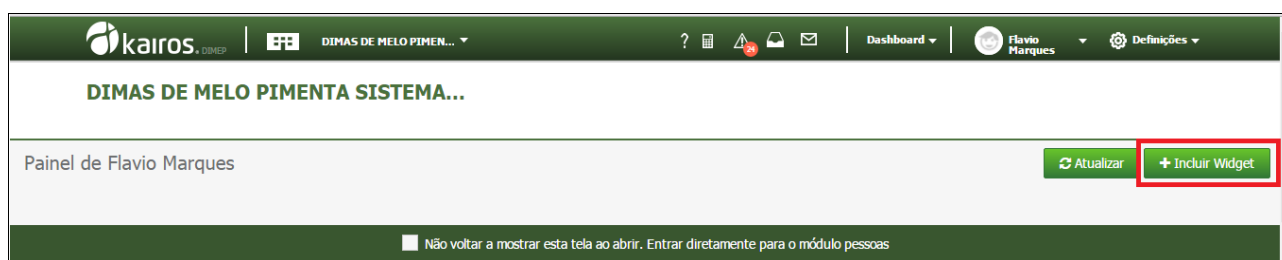 kairos. DIMEP
DIMAS DE MELO PIMEN...
?
24
Dashboard
Flavio
Marques
Definições
DIMAS DE MELO PIMENTA SISTEMA...
Painel de Flavio Marques
Atualizar
+ Incluir Widget
Não voltar a mostrar esta tela ao abrir. Entrar diretamente para o módulo pessoas